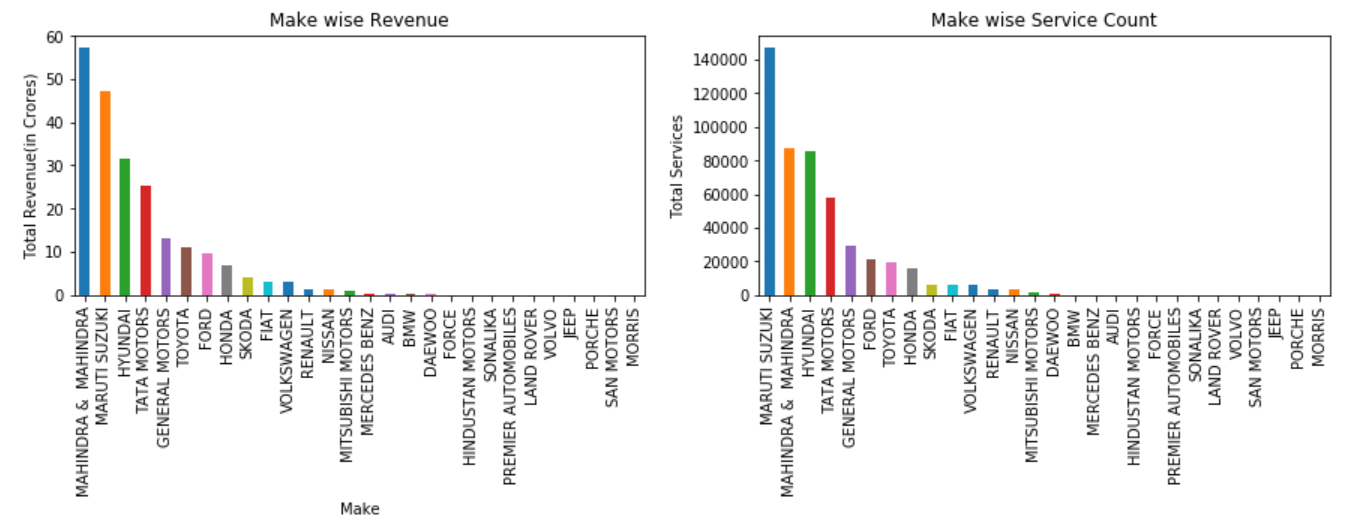 Make wise Revenue
Total Revenue(in Crores)
60
50
40
30
20
10
0
MAHINDRA &  MAHINDRA
MARUTI SUZUKI
HYUNDAI
TATA MOTORS
GENERAL MOTORS
TOYOTA
FORD
HONDA
SKODA
FIAT
VOLKSWAGEN
RENAULT
NISSAN
MITSUBISHI MOTORS
MERCEDES BENZ
AUDI
BMW
DAEWOO
FORCE
HINDUSTAN MOTORS
SONALIKA
PREMIER AUTOMOBILES
LAND ROVER
VOLVO
JEEP
PORCHE
SAN MOTORS
MORRIS
Make
Make wise Service Count
Total Services
140000
120000
100000
80000
60000
40000
20000
0
MARUTI SUZUKI
MAHINDRA &  MAHINDRA
HYUNDAI
TATA MOTORS
GENERAL MOTORS
FORD
TOYOTA
HONDA
SKODA
FIAT
VOLKSWAGEN
RENAULT
NISSAN
MITSUBISHI MOTORS
DAEWOO
BMW
MERCEDES BENZ
AUDI
HINDUSTAN MOTORS
FORCE
PREMIER AUTOMOBILES
SONALIKA
LAND ROVER
VOLVO
SAN MOTORS
JEEP
PORCHE
MORRIS